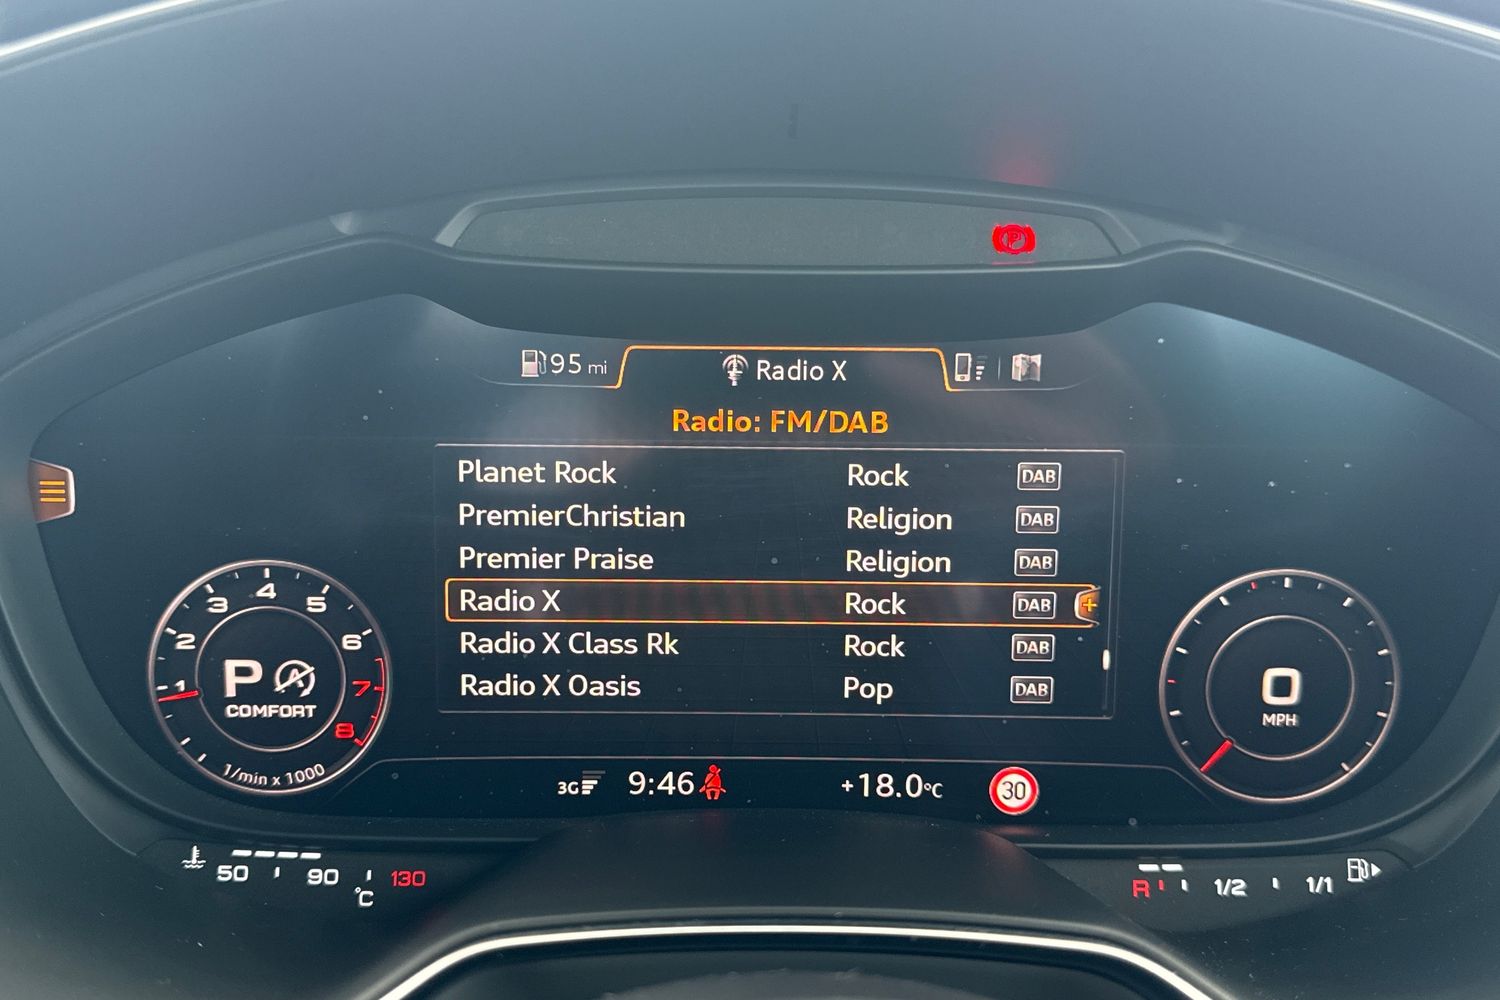 95 mi
Radio X
Radio: FM/DAB
Planet Rock Rock DAB
PremierChristian Religion DAB
Premier Praise Religion DAB
Radio X Rock DAB +
Radio X Class Rk Rock DAB
Radio X Oasis Pop DAB
1 2 3 4 5 6 7 8
P A
COMFORT
1/min x 1000
0
MPH
3G 9:46 +18.0°C 30
50 90 130
°C
R 1/2 1/1
P